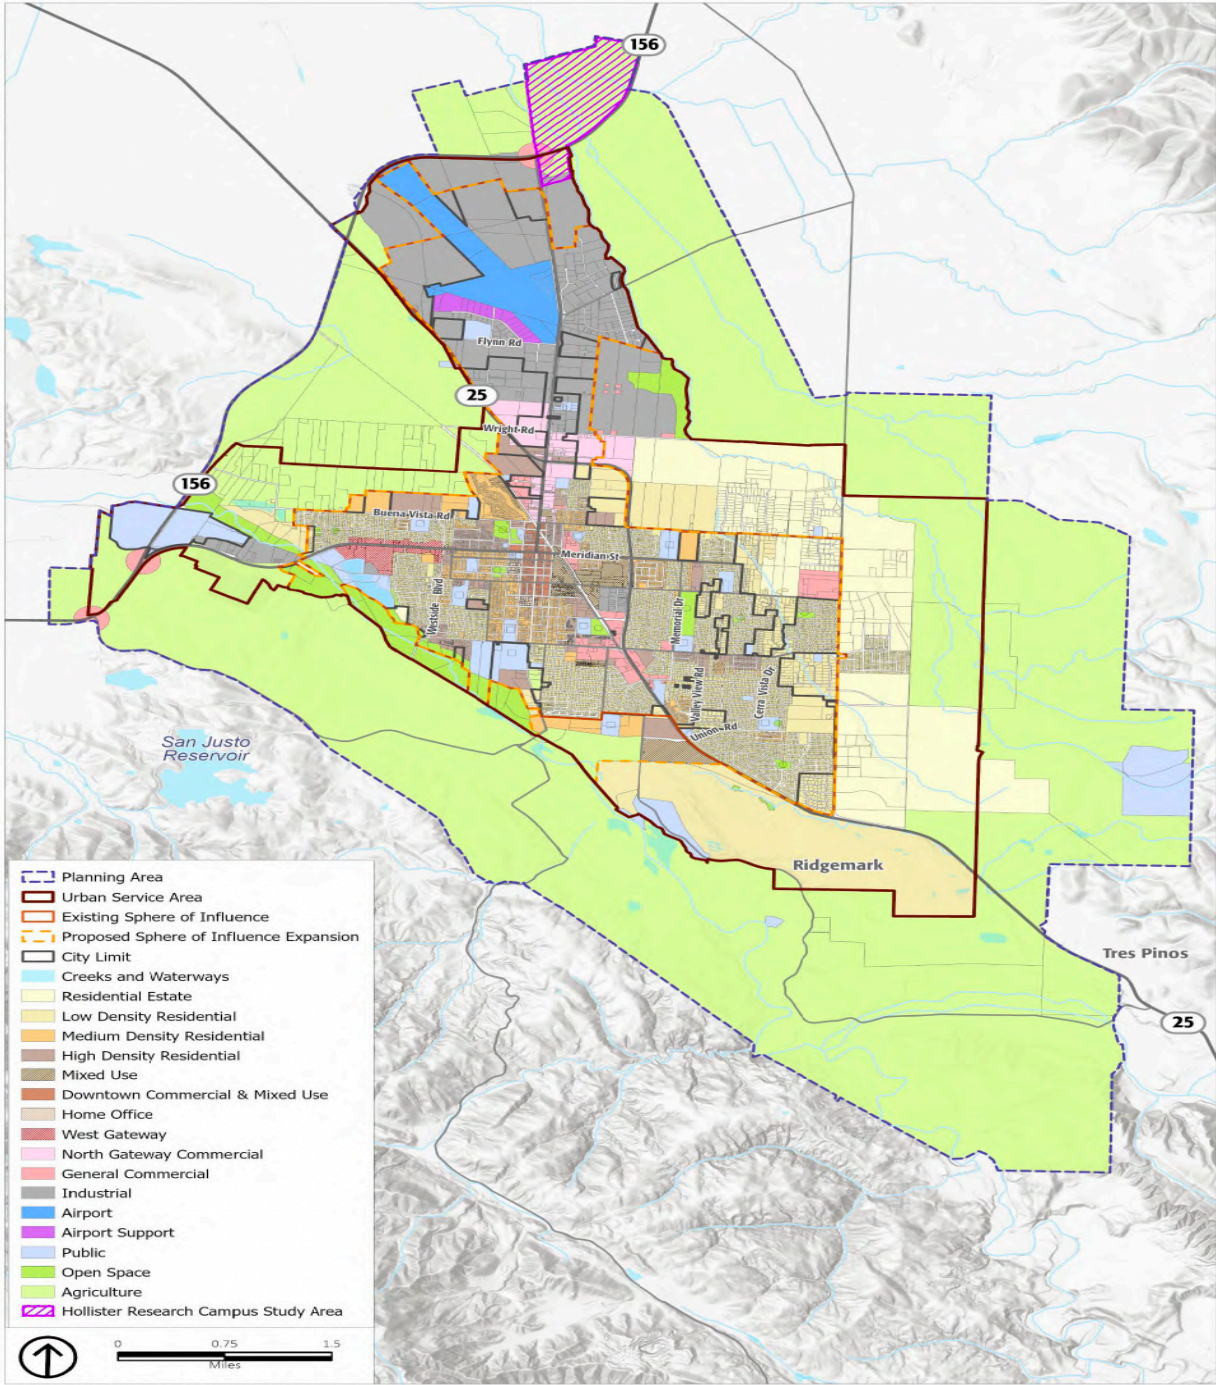 156
25
Flynn Rd
Wright Rd
156
Buena Vista Rd
Meridian St
Westside Blvd
Memorial Dr
Valley View Rd
Cerra Vista Dr
Union Rd
San Justo
Reservoir
Ridgemark
Tres Pinos
25
Planning Area
Urban Service Area
Existing Sphere of Influence
Proposed Sphere of Influence Expansion
City Limit
Creeks and Waterways
Residential Estate
Low Density Residential
Medium Density Residential
High Density Residential
Mixed Use
Downtown Commercial & Mixed Use
Home Office
West Gateway
North Gateway Commercial
General Commercial
Industrial
Airport
Airport Support
Public
Open Space
Agriculture
Hollister Research Campus Study Area
0 0.75 1.5
Miles